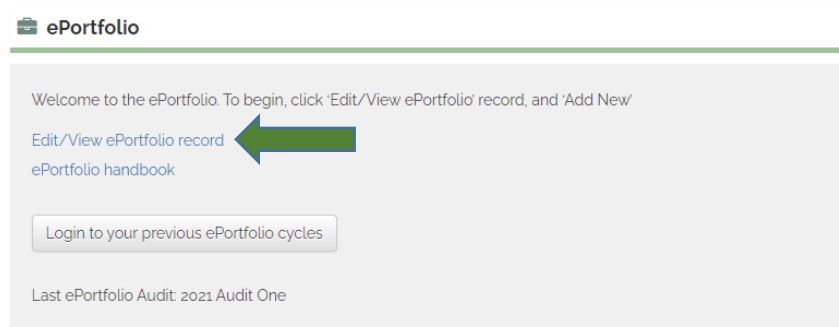 ePortfolio
Welcome to the ePortfolio. To begin, click 'Edit/View ePortfolio' record, and 'Add New'
Edit/View ePortfolio record
ePortfolio handbook
Login to your previous ePortfolio cycles
Last ePortfolio Audit: 2021 Audit One